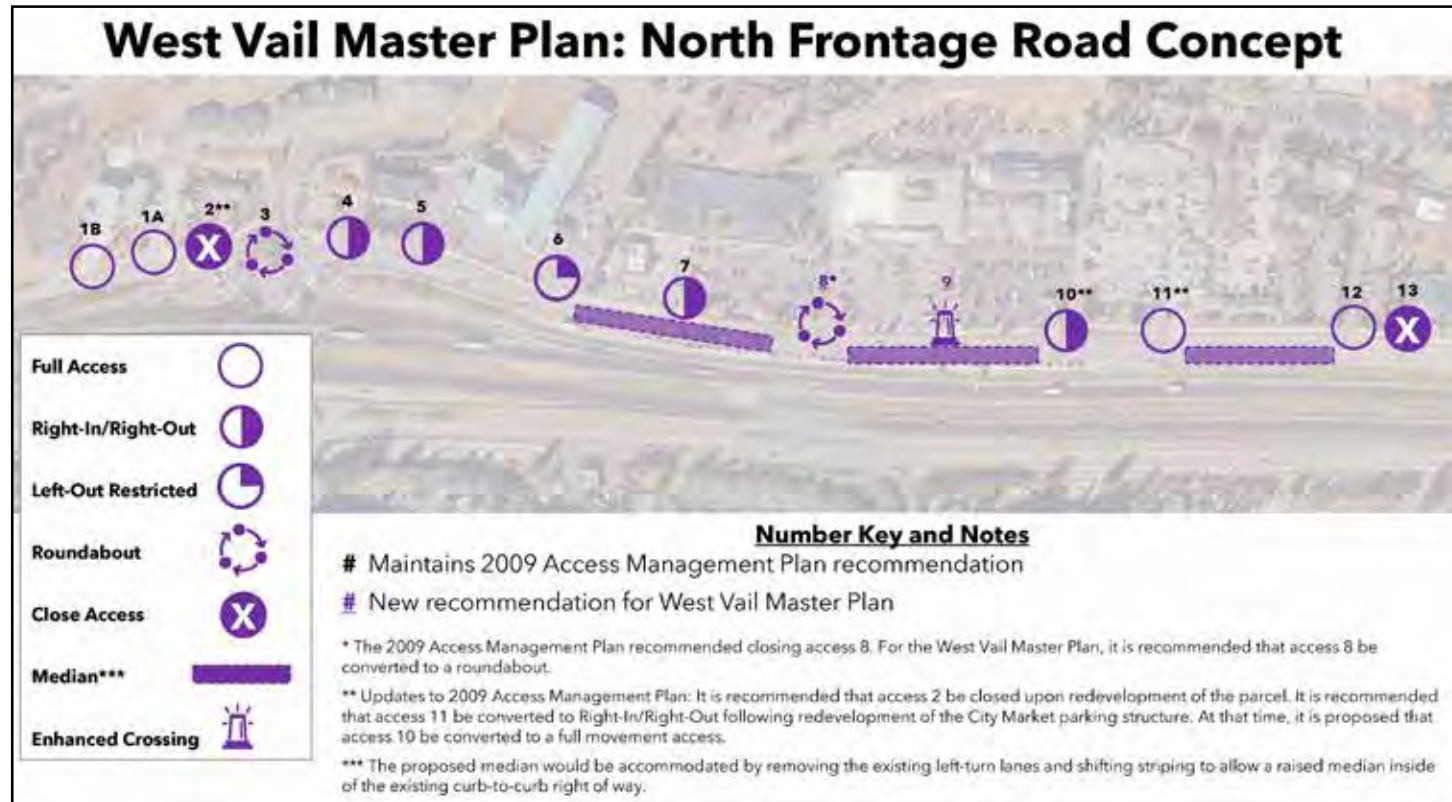 West Vail Master Plan: North Frontage Road Concept
1B
1A
2**
3
4
5
6
7
8*
9
10**
11**
12
13
X
X
Full Access
Right-In/Right-Out
Left-Out Restricted
Roundabout
Close Access
X
Median***
Enhanced Crossing
Number Key and Notes
# Maintains 2009 Access Management Plan recommendation
# New recommendation for West Vail Master Plan
* The 2009 Access Management Plan recommended closing access 8. For the West Vail Master Plan, it is recommended that access 8 be
converted to a roundabout.
** Updates to 2009 Access Management Plan: It is recommended that access 2 be closed upon redevelopment of the parcel. It is recommended
that access 11 be converted to Right-In/Right-Out following redevelopment of the City Market parking structure. At that time, it is proposed that
access 10 be converted to a full movement access.
*** The proposed median would be accommodated by removing the existing left-turn lanes and shifting striping to allow a raised median inside
of the existing curb-to-curb right of way.